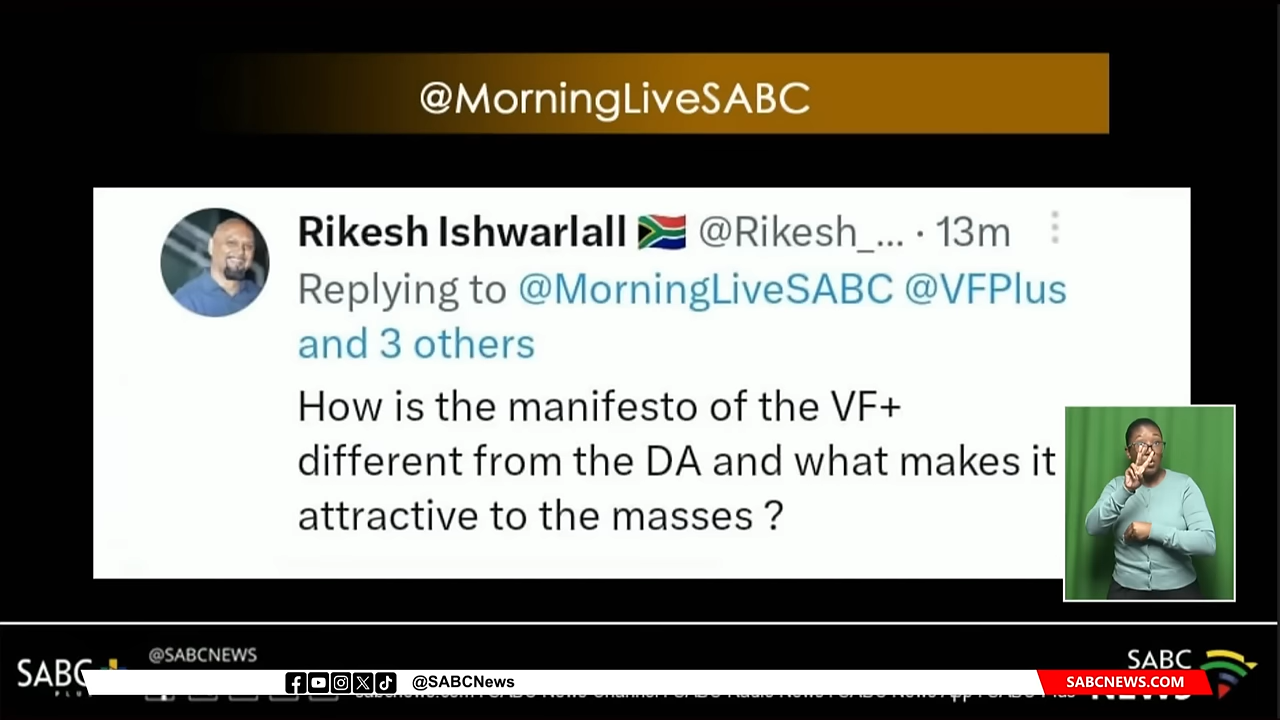 @MorningLiveSABC
Rikesh Ishwarlall 🇿🇦 @Rikesh_... · 13m
Replying to @MorningLiveSABC @VFPlus
and 3 others
How is the manifesto of the VF+
different from the DA and what makes it
attractive to the masses ?
@SABCNEWS
SABC
SABC
@SABCNews
SABCNEWS.COM